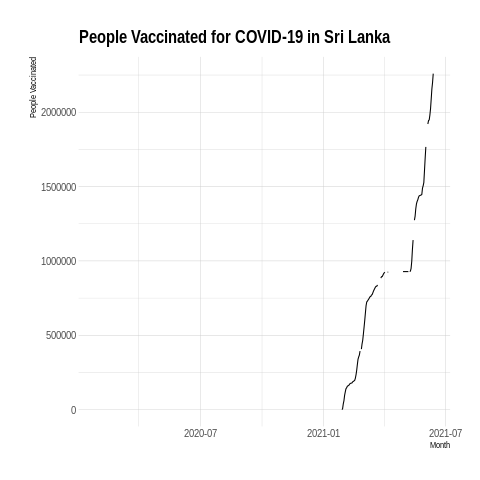 People Vaccinated for COVID-19 in Sri Lanka
People Vaccinated
2000000
1500000
1000000
500000
0
2020-07
2021-01
2021-07
Month